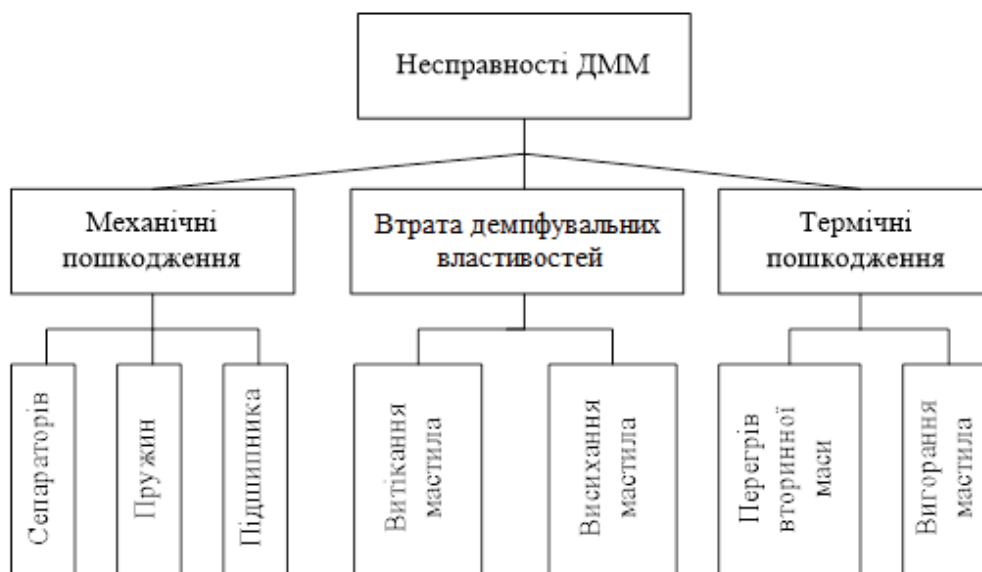 Несправності ДММ
Механічні
пошкодження
Втрата демпфувальних
властивостей
Термічні
пошкодження
Сепараторів
Пружин
Підшипника
Витікання
мастила
Висихання
мастила
Перегрів
вторинної
маси
Вигорання
мастила